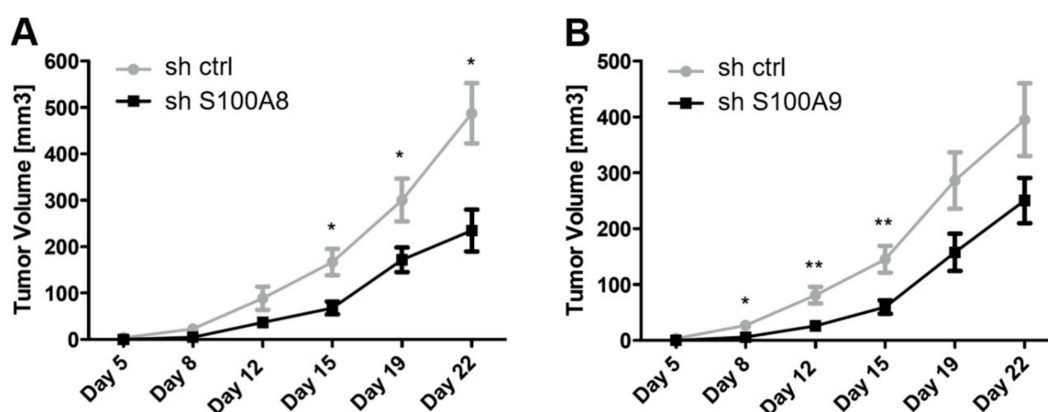 A
Tumor Volume [mm3]
600
500
400
300
200
100
0
sh ctrl
sh S100A8
*
*
*
Day 5
Day 8
Day 12
Day 15
Day 19
Day 22
B
Tumor Volume [mm3]
500
400
300
200
100
0
sh ctrl
sh S100A9
*
**
**
Day 5
Day 8
Day 12
Day 15
Day 19
Day 22